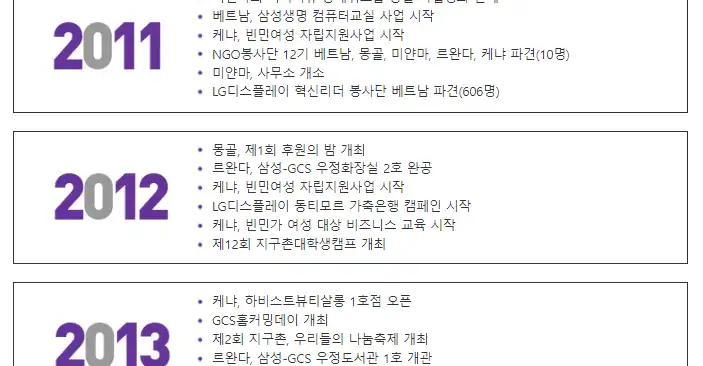 2011
베트남, 삼성생명 컴퓨터교실 사업 시작
케냐, 빈민여성 자립지원사업 시작
NGO봉사단 12기 베트남, 몽골, 미얀마, 르완다, 케냐 파견(10명)
미얀마, 사무소 개소
LG디스플레이 혁신리더 봉사단 베트남 파견(606명)
2012
몽골, 제1회 후원의 밤 개최
르완다, 삼성-GCS 우정화장실 2호 완공
케냐, 빈민여성 자립지원사업 시작
LG디스플레이 동티모르 가축은행 캠페인 시작
케냐, 빈민가 여성 대상 비즈니스 교육 시작
제12회 지구촌대학생캠프 개최
2013
케냐, 하비스트뷰티살롱 1호점 오픈
GCS홈커밍데이 개최
제2회 지구촌, 우리들의 나눔축제 개최
르완다, 삼성-GCS 우정도서관 1호 개관